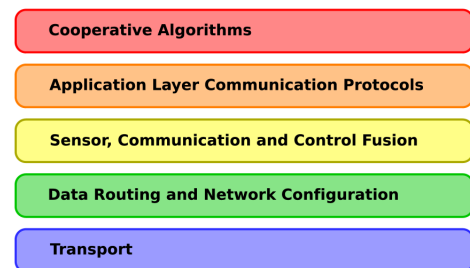 Cooperative Algorithms
Application Layer Communication Protocols
Sensor, Communication and Control Fusion
Data Routing and Network Configuration
Transport